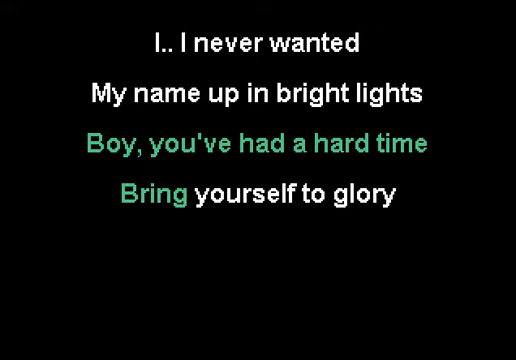 I.. I never wanted
My name up in bright lights
Boy, you've had a hard time
Bring yourself to glory